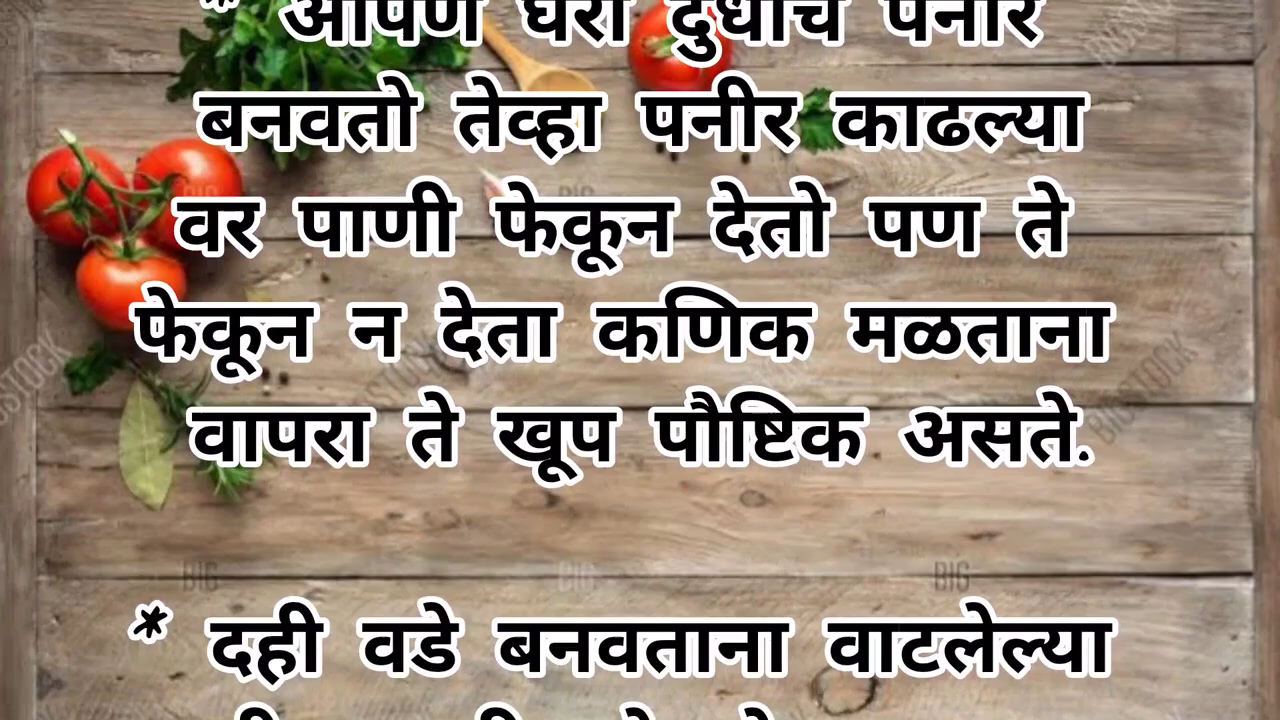 * आपण घरी दुधाचे पनीर
बनवतो तेव्हा पनीर काढल्या
वर पाणी फेकून देतो पण ते
फेकून न देता कणिक मळताना
वापरा ते खूप पौष्टिक असते.
* दही वडे बनवताना वाटलेल्या